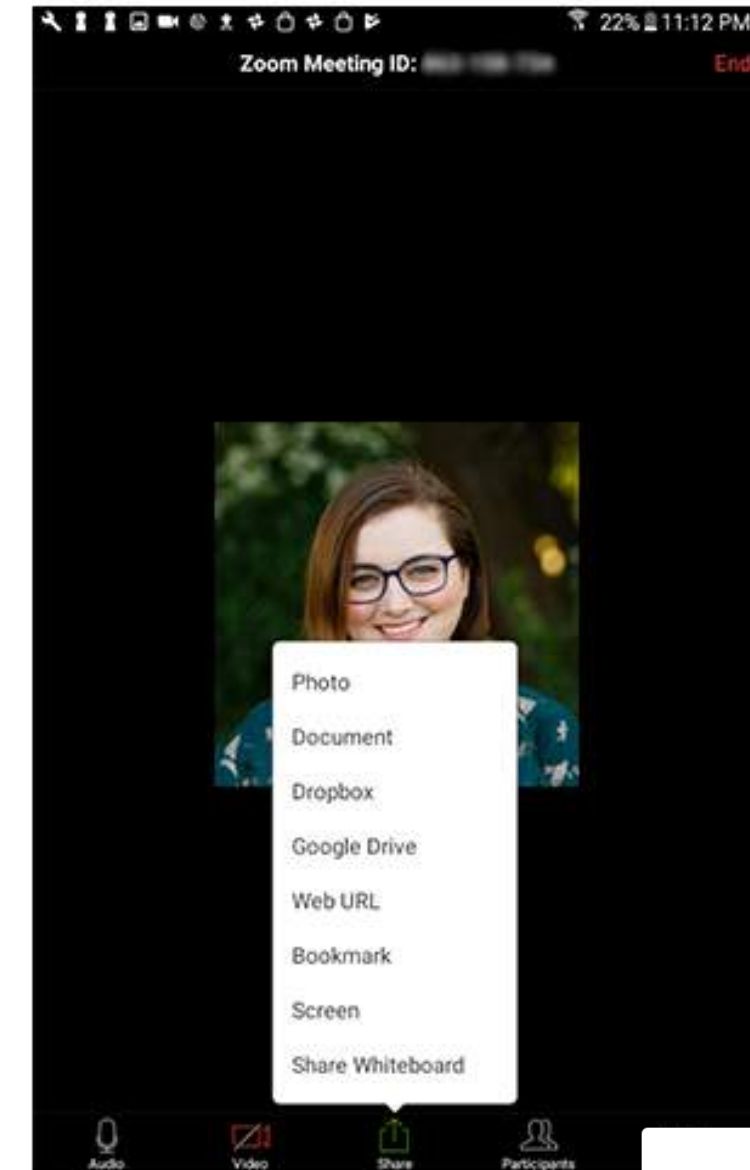 22% 11:12 PM
Zoom Meeting ID:
End
Photo
Document
Dropbox
Google Drive
Web URL
Bookmark
Screen
Share Whiteboard
Audio Video Share Participants